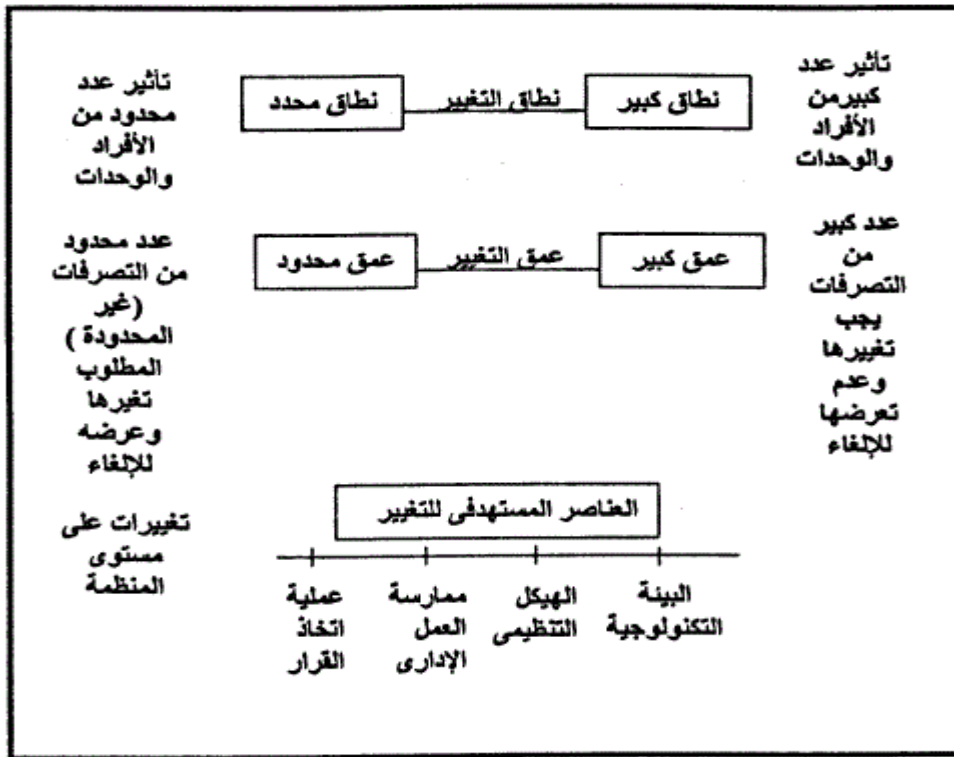 تأثير عدد
كبيرمن
الأفراد
والوحدات
نطاق كبير
نطاق التغيير
نطاق محدد
تأثير عدد
محدود من
الأفراد
والوحدات
عدد كبير
من
التصرفات
يجب
تغييرها
وعدم
تعرضها
للإلغاء
عمق كبير
عمق التغيير
عمق محدود
عدد محدود
من التصرفات
(غير
المحدودة )
المطلوب
تغيرها
وعرضه
للإلغاء
العناصر المستهدفى للتغيير
تغييرات على
مستوى
المنظمة
البينة
التكنولوجية
الهيكل
التنظيمى
ممارسة
العمل
الإدارى
عملية
اتخاذ
القرار